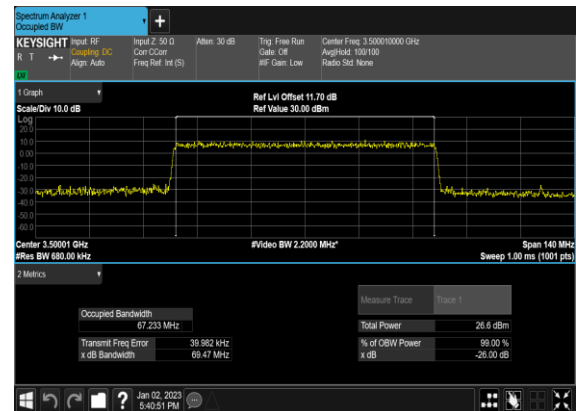 Spectrum Analyzer 1
Occupied BW
KEYSIGHT
R T
LXI
Input: RF
Coupling: DC
Align: Auto
Input Z: 50 Ω
Corr CCorr
Freq Ref: Int (S)
Atten: 30 dB
Trig: Free Run
Gate: Off
#IF Gain: Low
Center Freq: 3.500010000 GHz
Avg|Hold: 100/100
Radio Std: None
1 Graph
Scale/Div 10.0 dB
Ref Lvl Offset 11.70 dB
Ref Value 30.00 dBm
Log
20.0
10.0
0.00
-10.0
-20.0
-30.0
-40.0
-50.0
-60.0
Center 3.50001 GHz
#Video BW 2.2000 MHz*
Span 140 MHz
#Res BW 680.00 kHz
Sweep 1.00 ms (1001 pts)
2 Metrics
Measure Trace
Trace 1
Occupied Bandwidth
67.233 MHz
Total Power
26.6 dBm
Transmit Freq Error
39.982 kHz
% of OBW Power
99.00 %
x dB Bandwidth
69.47 MHz
x dB
-26.00 dB
?
Jan 02, 2023
5:40:51 PM